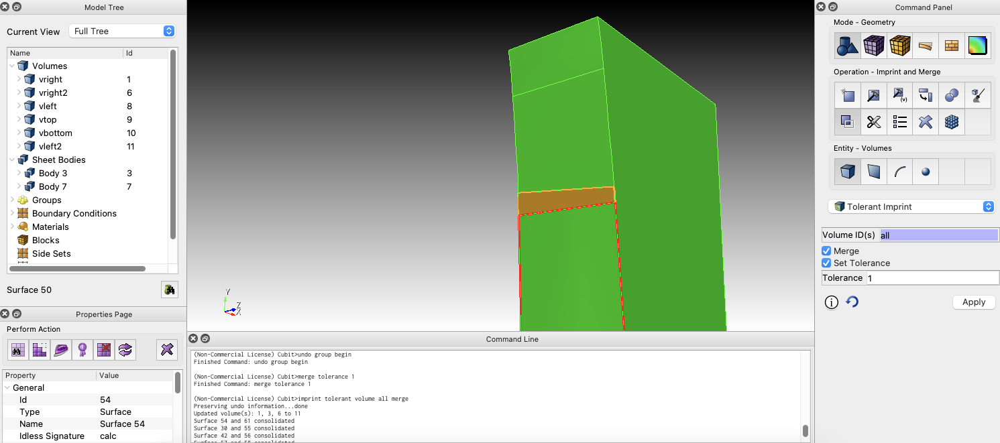 Model Tree
Current View Full Tree
Name Id
Volumes
vright 1
vright2 6
vleft 8
vtop 9
vbottom 10
vleft2 11
Sheet Bodies
Body 3 3
Body 7 7
Groups
Boundary Conditions
Materials
Blocks
Side Sets
Surface 50
Properties Page
Perform Action
Property Value
General
Id 54
Type Surface
Name Surface 54
Idless Signature calc
Y
Z
X
Command Line
(Non-Commercial License) Cubit>undo group begin
Finished Command: undo group begin
(Non-Commercial License) Cubit>merge tolerance 1
Finished Command: merge tolerance 1
(Non-Commercial License) Cubit>imprint tolerant volume all merge
Preserving undo information...done
Updated volume(s): 1, 3, 6 to 11
Surface 54 and 61 consolidated
Surface 30 and 55 consolidated
Surface 42 and 56 consolidated
Command Panel
Mode - Geometry
Operation - Imprint and Merge
(v)
Entity - Volumes
Tolerant Imprint
Volume ID(s) all
Merge
Set Tolerance
Tolerance 1
Apply